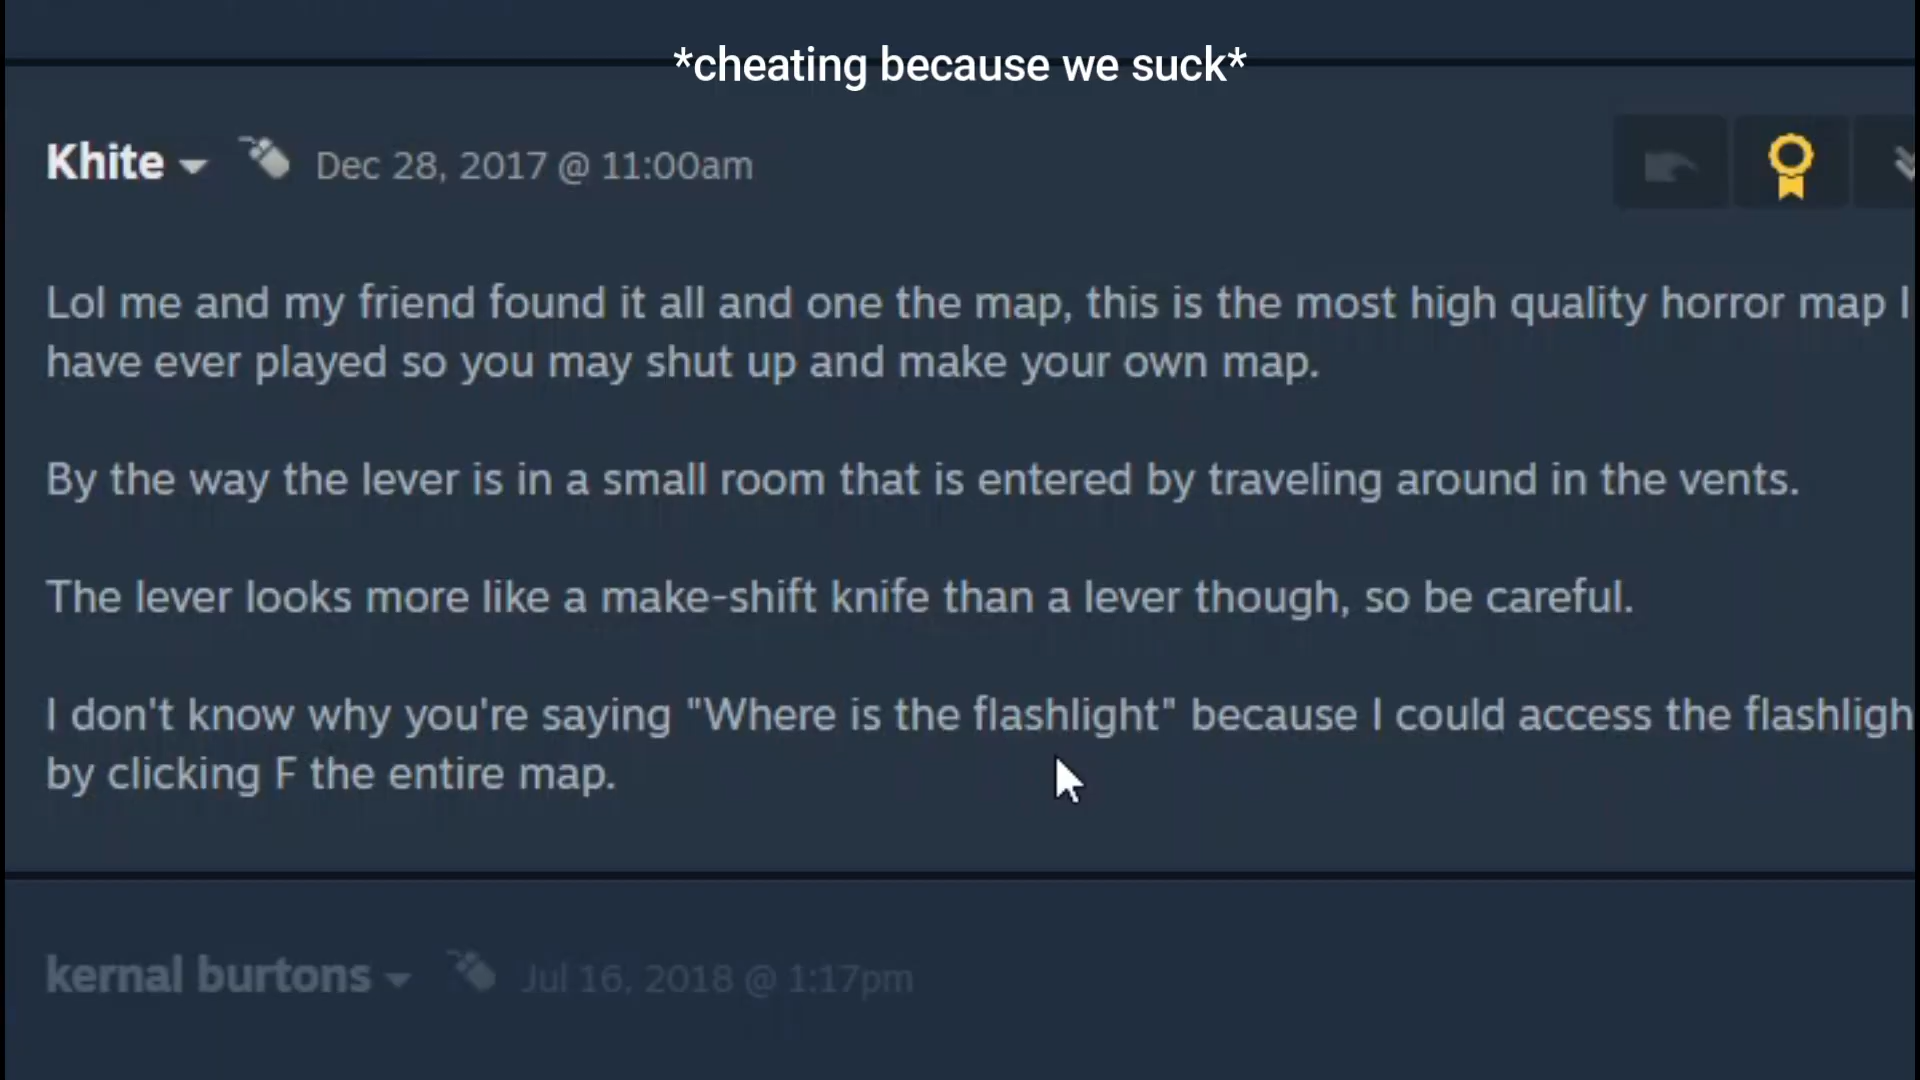 *cheating because we suck*
Khite Dec 28, 2017 @ 11:00am
Lol me and my friend found it all and one the map, this is the most high quality horror map I
have ever played so you may shut up and make your own map.
By the way the lever is in a small room that is entered by traveling around in the vents.
The lever looks more like a make-shift knife than a lever though, so be careful.
I don't know why you're saying "Where is the flashlight" because I could access the flashligh
by clicking F the entire map.
kernal burtons Jul 16, 2018 @ 1:17pm